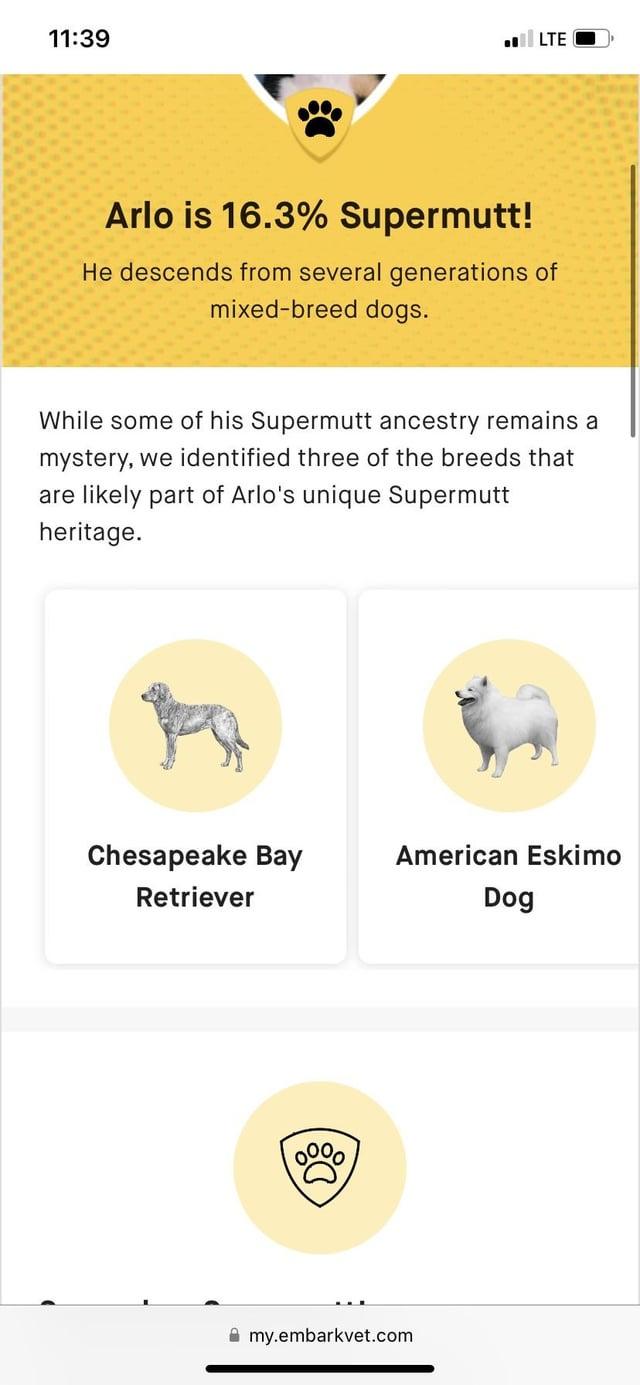 11:39
LTE
Arlo is 16.3% Supermutt!
He descends from several generations of
mixed-breed dogs.
While some of his Supermutt ancestry remains a
mystery, we identified three of the breeds that
are likely part of Arlo's unique Supermutt
heritage.
Chesapeake Bay
Retriever
American Eskimo
Dog
my.embarkvet.com